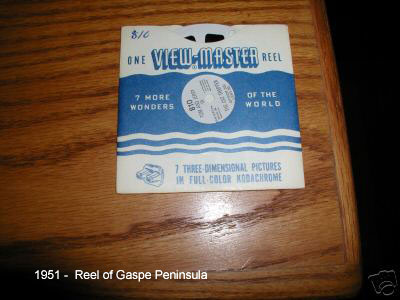 810
ONE VIEW-MASTER REEL
7 MORE WONDERS
OF THE WORLD
810
7 THREE-DIMENSIONAL PICTURES
IN FULL-COLOR KODACHROME
1951 - Reel of Gaspe Peninsula